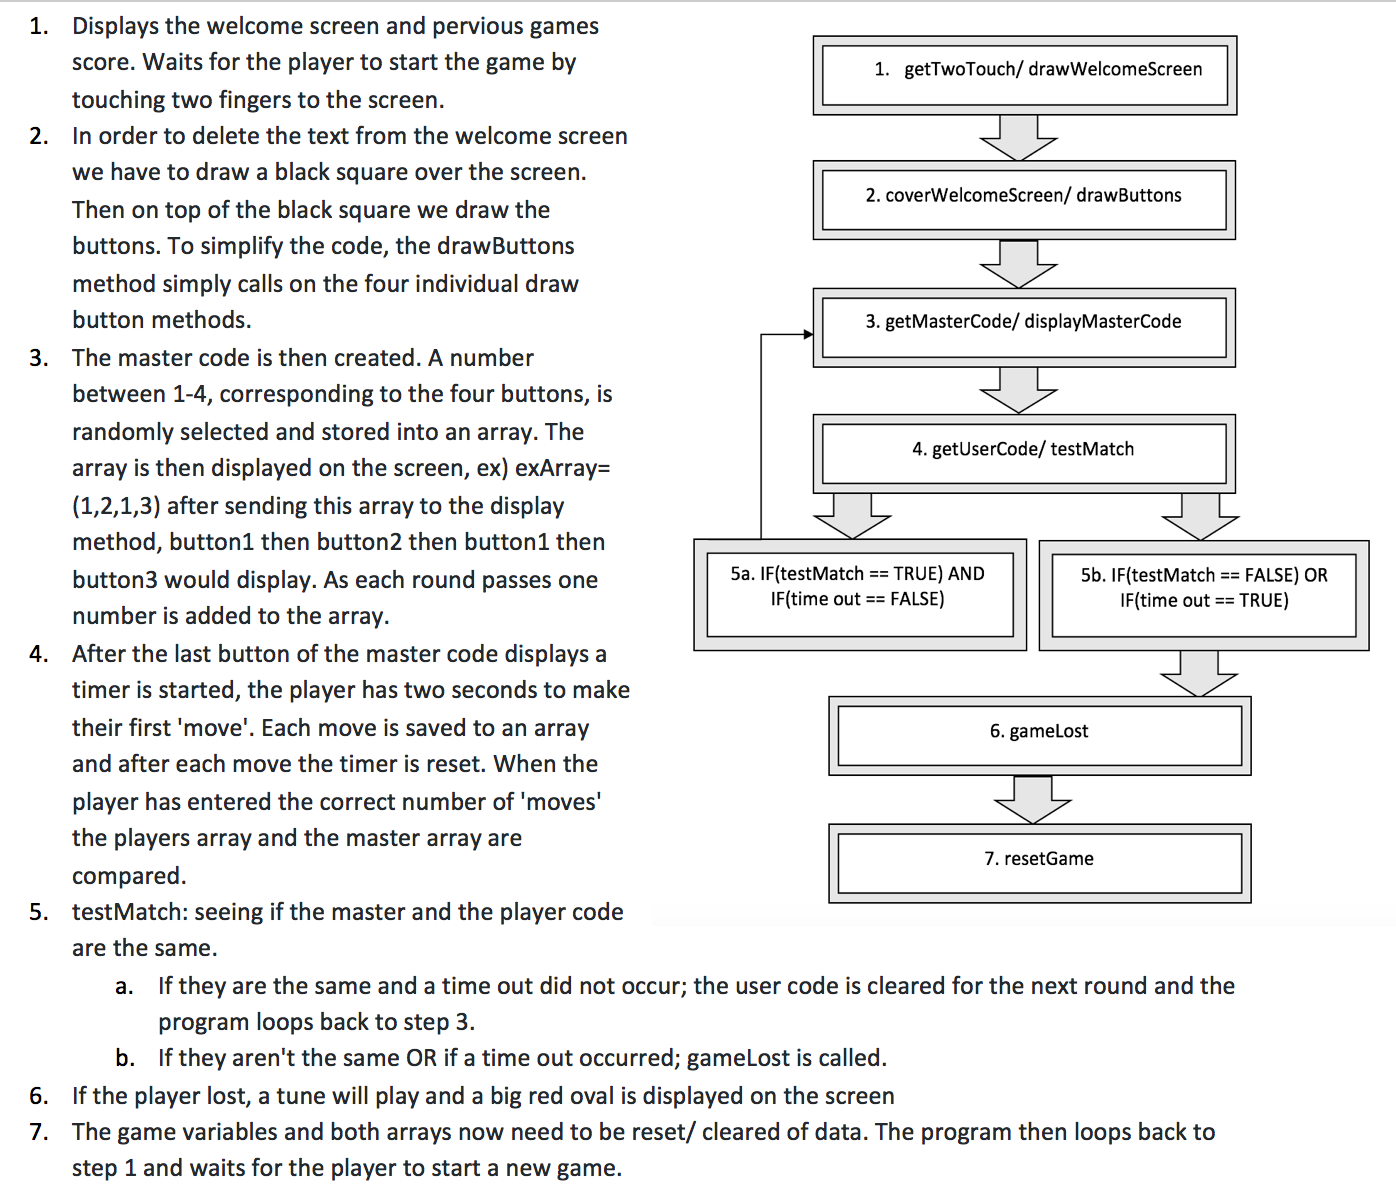 1. Displays the welcome screen and pervious games
score. Waits for the player to start the game by
touching two fingers to the screen.
2. In order to delete the text from the welcome screen
we have to draw a black square over the screen.
Then on top of the black square we draw the
buttons. To simplify the code, the drawButtons
method simply calls on the four individual draw
button methods.
3. The master code is then created. A number
between 1-4, corresponding to the four buttons, is
randomly selected and stored into an array. The
array is then displayed on the screen, ex) exArray=
(1,2,1,3) after sending this array to the display
method, button1 then button2 then button1 then
button3 would display. As each round passes one
number is added to the array.
4. After the last button of the master code displays a
timer is started, the player has two seconds to make
their first 'move'. Each move is saved to an array
and after each move the timer is reset. When the
player has entered the correct number of 'moves'
the players array and the master array are
compared.
5. testMatch: seeing if the master and the player code
are the same.
a. If they are the same and a time out did not occur; the user code is cleared for the next round and the
program loops back to step 3.
b. If they aren't the same OR if a time out occurred; gameLost is called.
6. If the player lost, a tune will play and a big red oval is displayed on the screen
7. The game variables and both arrays now need to be reset/ cleared of data. The program then loops back to
step 1 and waits for the player to start a new game.
1. getTwoTouch/ drawWelcomeScreen
2. coverWelcomeScreen/ drawButtons
3. getMasterCode/ displayMasterCode
4. getUserCode/ testMatch
5a. IF(testMatch == TRUE) AND
IF(time out == FALSE)
5b. IF(testMatch == FALSE) OR
IF(time out == TRUE)
6. gameLost
7. resetGame